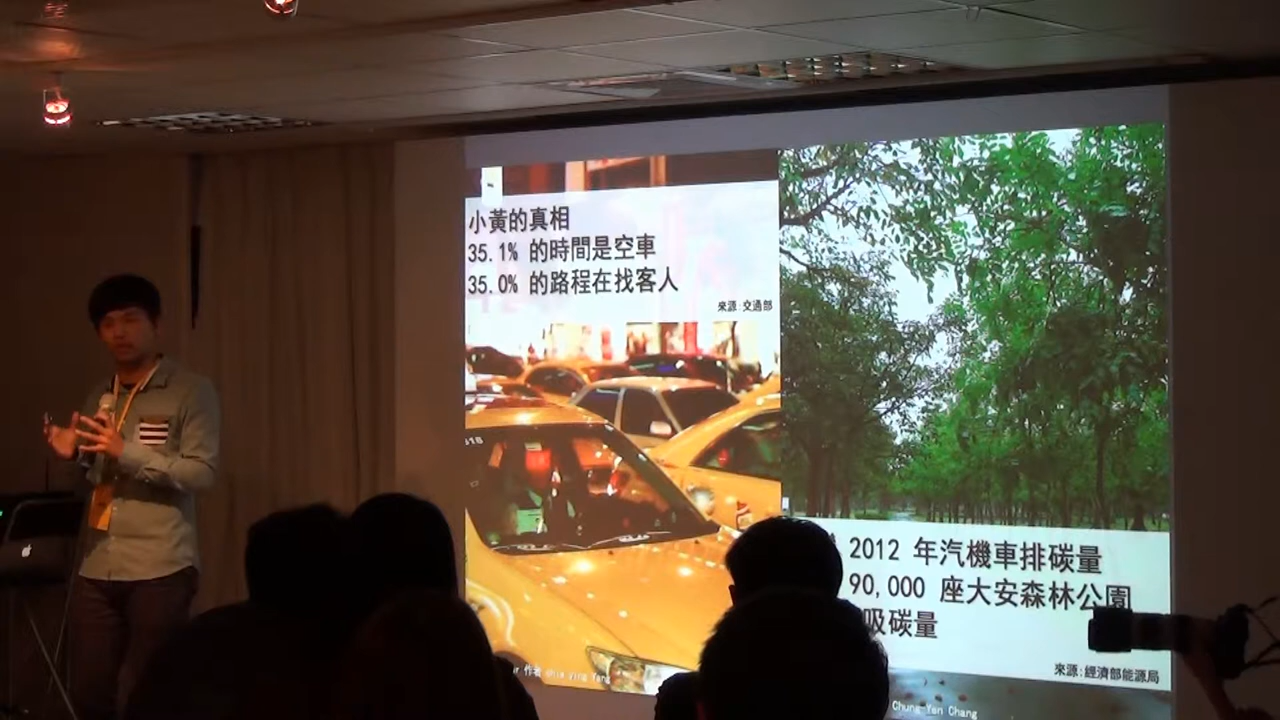 小黃的真相
35.1% 的時間是空車
35.0% 的路程在找客人
來源:交通部
2012 年汽機車排碳量
90,000 座大安森林公園
吸碳量
來源:經濟部能源局
作者
Chung Yen Chang